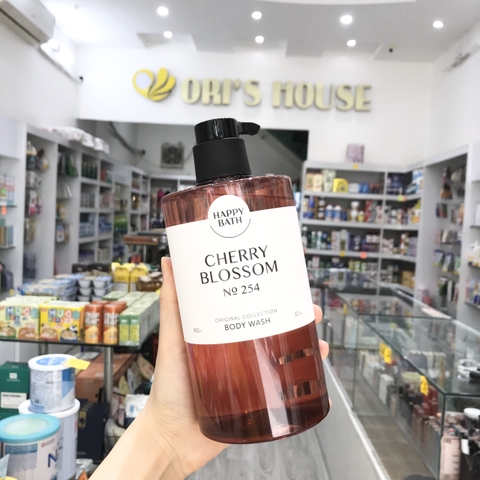 ORI'S HOUSE
HAPPY
BATH
CHERRY
BLOSSOM
Nº 254
ORIGINAL COLLECTION
BODY WASH